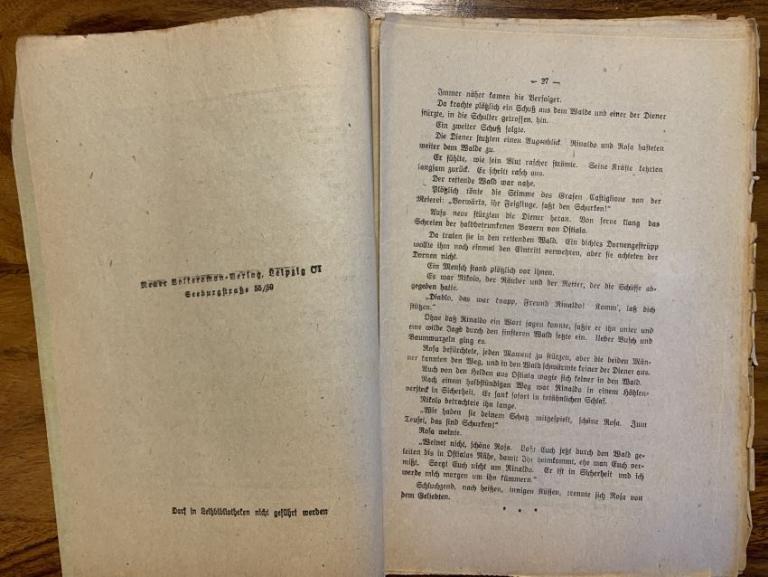 Neuer Volksroman-Verlag, Leipzig C1
Seeburgstraße 55/59
Darf in Leihbibliotheken nicht geführt werden
— 27 —
Immer näher kamen die Verfolger.
Da krachte plötzlich ein Schuß aus dem Walde und einer der Diener
stürzte, in die Schulter getroffen, hin.
Ein zweiter Schuß folgte.
Die Diener stutzten einen Augenblick. Rinaldo und Rosa hasteten
weiter dem Walde zu.
Er fühlte, wie sein Blut rascher strömte. Seine Kräfte kehrten
langsam zurück. Er schritt rasch aus.
Der rettende Wald war nahe.
Plötzlich tönte die Stimme des Grafen Castiglione von der
Meierei: „Vorwärts, ihr Feiglinge, faßt den Schurken!“
Aufs neue stürzten die Diener heran. Von ferne klang das
Schreien der halbbetrunkenen Bauern von Ostiala.
Da traten sie in den rettenden Wald. Ein dichtes Dornengestrüpp
wollte ihm noch einmal den Eintritt verwehren, aber sie achteten der
Dornen nicht.
Ein Mensch stand plötzlich vor ihnen.
Es war Nikolo, der Räuber und der Retter, der die Schüsse ab-
gegeben hatte.
„Diablo, das war knapp, Freund Rinaldo! Komm’, laß dich
stützen.“
Ohne daß Rinaldo ein Wort sagen konnte, faßte er ihn unter und
eine wilde Jagd durch den finsteren Wald setzte ein. Ueber Busch und
Baumwurzeln ging es.
Rosa befürchtete, jeden Moment zu stürzen, aber die beiden Män-
ner kannten den Weg, und in den Wald schwärmte keiner der Diener aus.
Auch von den Helden aus Ostiala wagte sich keiner in den Wald.
Nach einem halbstündigen Weg war Rinaldo in einem Höhlen-
versteck in Sicherheit. Er sank sofort in totähnlichen Schlaf.
Nikolo betrachtete ihn lange.
„Wie haben sie deinem Schatz mitgespielt, schöne Rosa. Zum
Teufel, das sind Schurken!“
Rosa weinte.
„Weinet nicht, schöne Rosa. Laßt Euch jetzt durch den Wald ge-
leiten bis in Ostialas Nähe, damit Ihr heimkommt, ehe man Euch ver-
mißt. Sorgt Euch nicht um Rinaldo. Er ist in Sicherheit und ich
werde mich morgen um ihn kümmern.“
Schluchzend, nach heißen, innigen Küssen, trennte sich Rosa von
dem Geliebten.
* * *